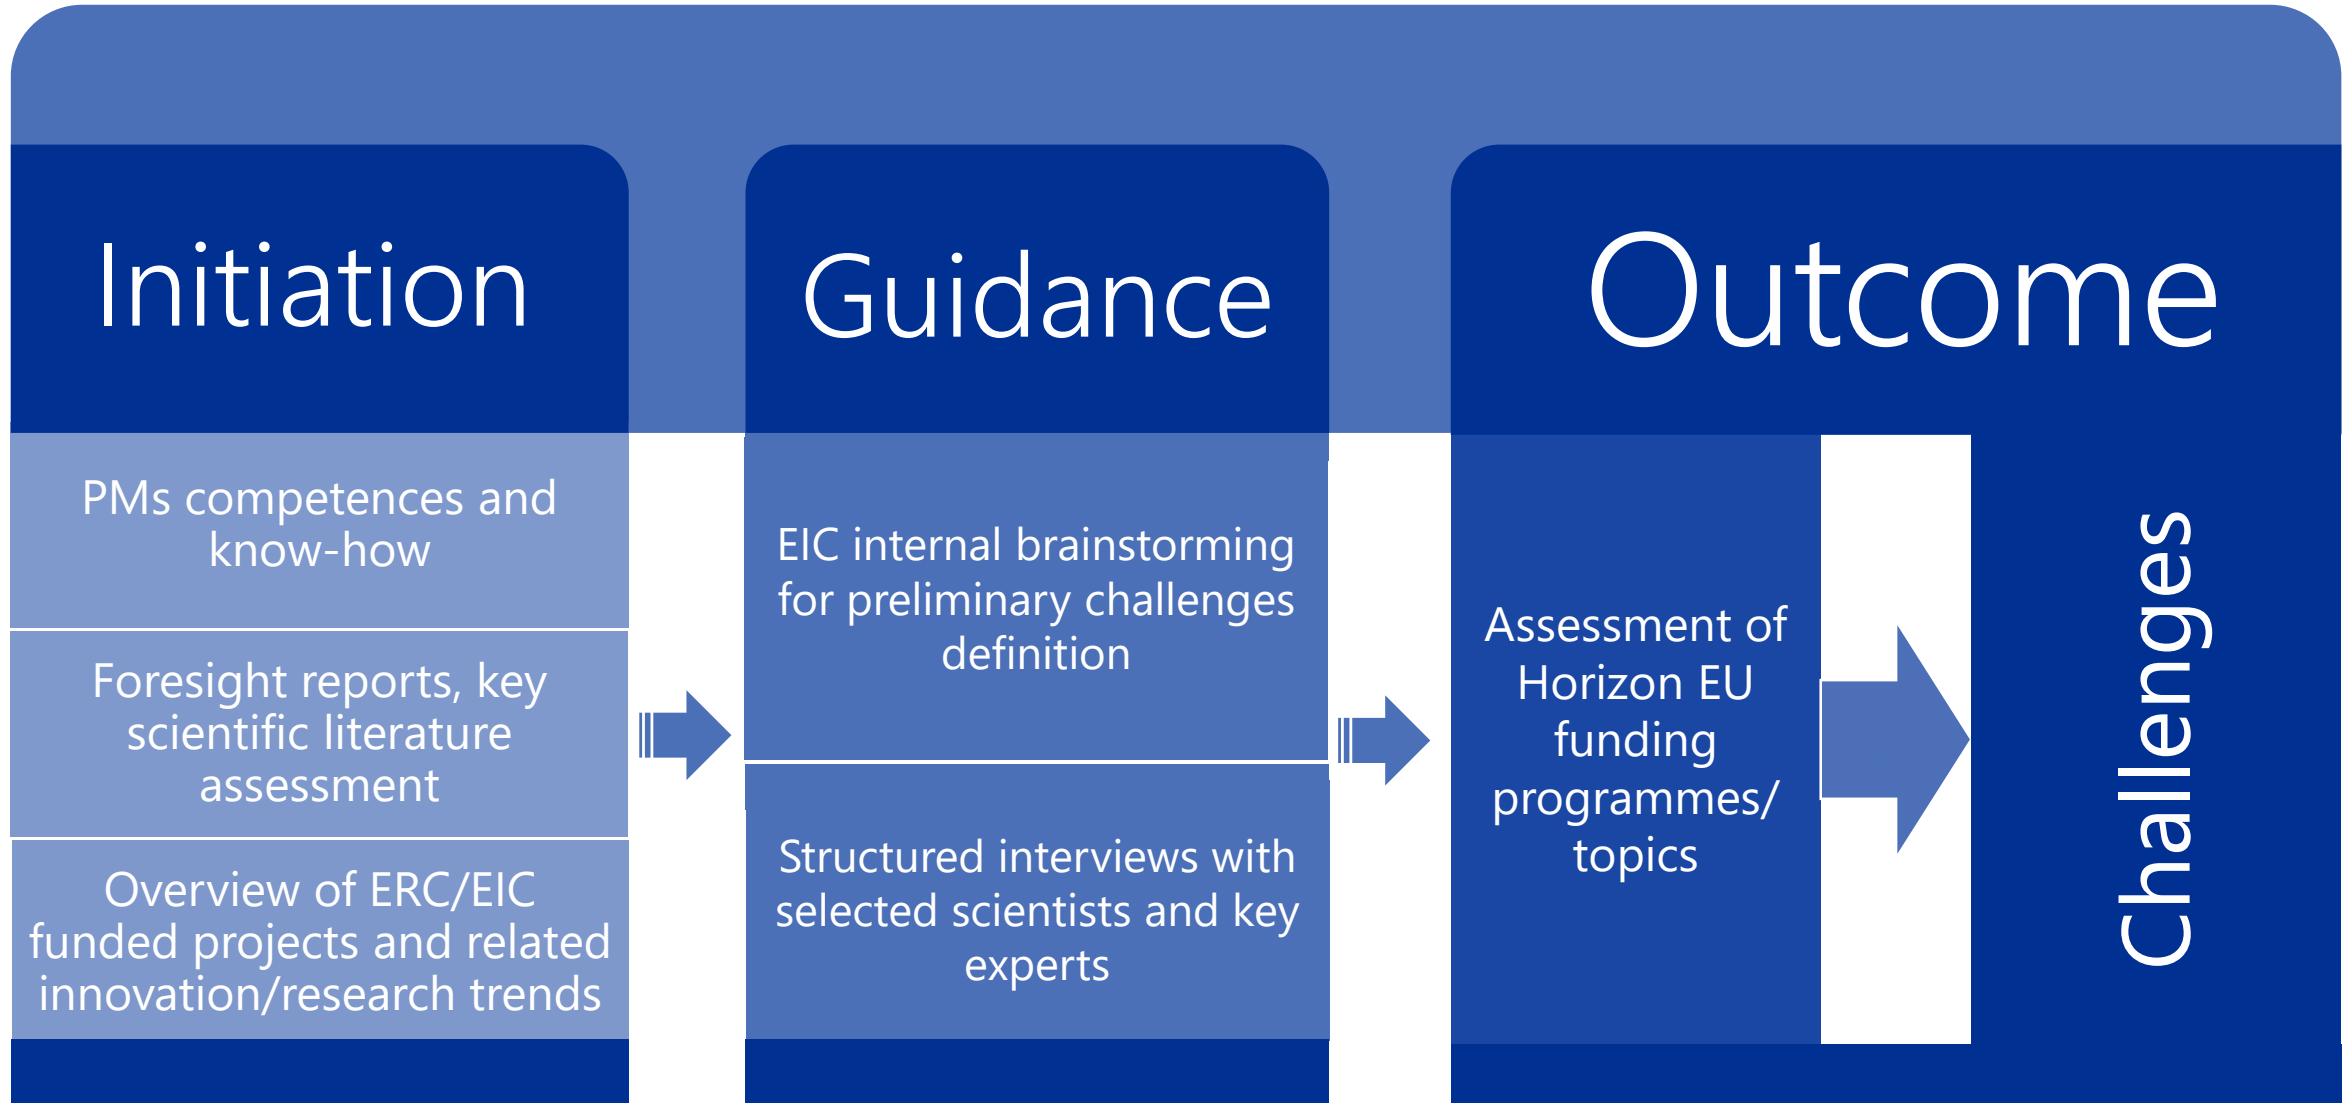 Initiation
PMs competences and
know-how
Foresight reports, key
scientific literature
assessment
Overview of ERC/EIC
funded projects and related
innovation/research trends
Guidance
EIC internal brainstorming
for preliminary challenges
definition
Structured interviews with
selected scientists and key
experts
Outcome
Assessment of
Horizon EU
funding
programmes/
topics
Challenges